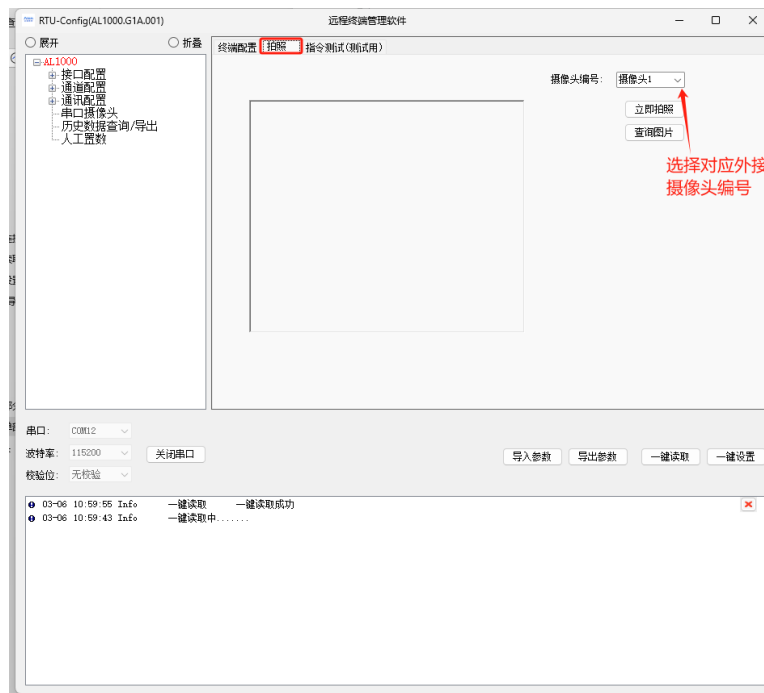 RTU-Config(AL1000.G1A.001) 远程终端管理软件
展开 折叠
终端配置 拍照 指令测试(测试用)
AL1000
接口配置
通道配置
通讯配置
串口摄像头
历史数据查询/导出
人工置数
摄像头编号: 摄像头1
立即拍照
查询图片
选择对应外接
摄像头编号
串口: COM12
波特率: 115200 关闭串口
校验位: 无校验
导入参数 导出参数 一键读取 一键设置
03-06 10:59:55 Info 一键读取 一键读取成功
03-06 10:59:43 Info 一键读取中.......